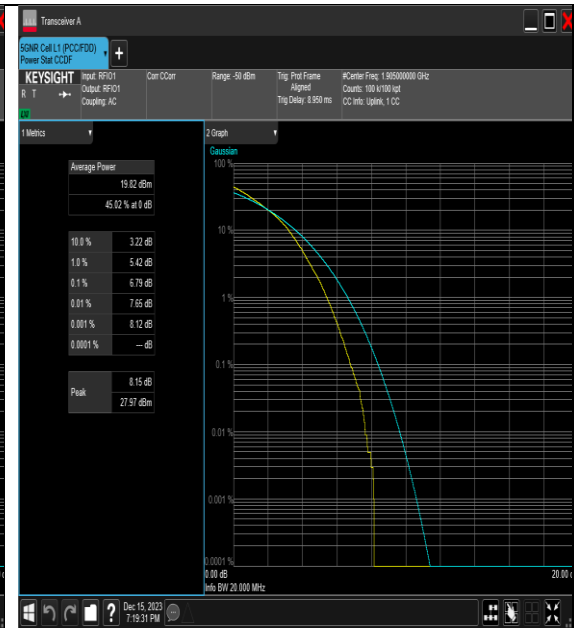 Transceiver A
5GNR Cell L1 (PCC/FDD)
Power Stat CCDF
+
KEYSIGHT
R T
Input: RFIO1
Output: RFIO1
Coupling: AC
Corr CCorr
Range: -50 dBm
Trig: Prot Frame
Aligned
Trig Delay: 8.950 ms
#Center Freq: 1.905000000 GHz
Counts: 100 k/100 kpt
CC Info: Uplink, 1 CC
1 Metrics
Average Power
19.82 dBm
45.02 % at 0 dB
10.0 % 3.22 dB
1.0 % 5.42 dB
0.1 % 6.79 dB
0.01 % 7.65 dB
0.001 % 8.12 dB
0.0001 % --- dB
Peak
8.15 dB
27.97 dBm
2 Graph
Gaussian
100 %
10 %
1 %
0.1 %
0.01 %
0.001 %
0.0001 %
0.00 dB
20.00
Info BW 20.000 MHz
?
Dec 15, 2023
7:19:31 PM